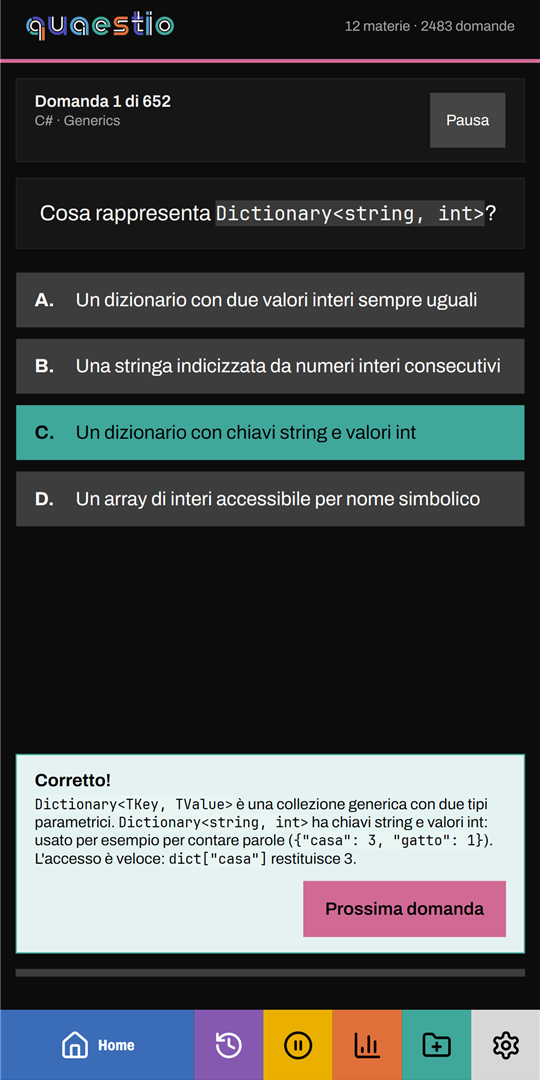 quaestio
12 materie · 2483 domande
Domanda 1 di 652
C# · Generics
Pausa
Cosa rappresenta Dictionary<string, int>?
A. Un dizionario con due valori interi sempre uguali
B. Una stringa indicizzata da numeri interi consecutivi
C. Un dizionario con chiavi string e valori int
D. Un array di interi accessibile per nome simbolico
Corretto!
Dictionary<TKey, TValue> è una collezione generica con due tipi
parametrici. Dictionary<string, int> ha chiavi string e valori int:
usato per esempio per contare parole ({"casa": 3, "gatto": 1}).
L'accesso è veloce: dict["casa"] restituisce 3.
Prossima domanda
Home